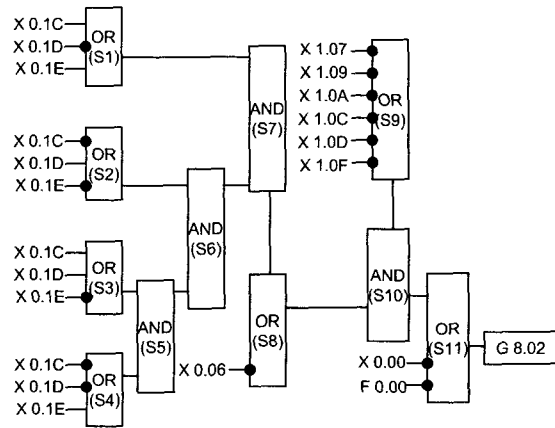 X 0.1C
X 0.1D
X 0.1E
OR
(S1)
X 0.1C
X 0.1D
X 0.1E
OR
(S2)
X 0.1C
X 0.1D
X 0.1E
OR
(S3)
X 0.1C
X 0.1D
X 0.1E
OR
(S4)
AND
(S5)
AND
(S6)
AND
(S7)
X 0.06
OR
(S8)
X 1.07
X 1.09
X 1.0A
X 1.0C
X 1.0D
X 1.0F
OR
(S9)
AND
(S10)
X 0.00
F 0.00
OR
(S11)
G 8.02